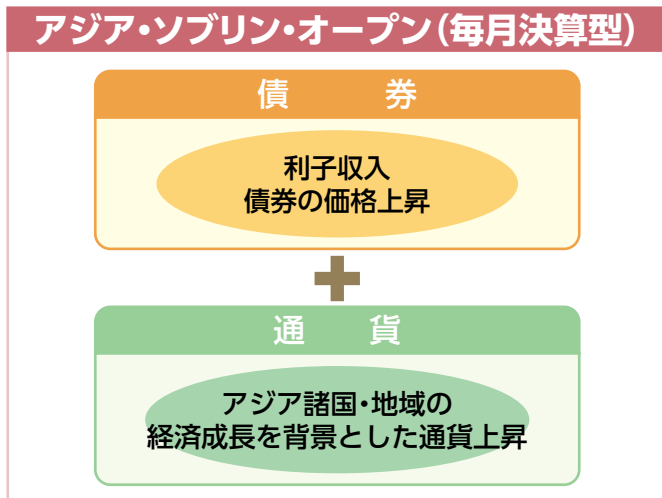 アジア・ソブリン・オープン（毎月決算型）
債　券
利子収入
債券の価格上昇
通　貨
アジア諸国・地域の
経済成長を背景とした通貨上昇